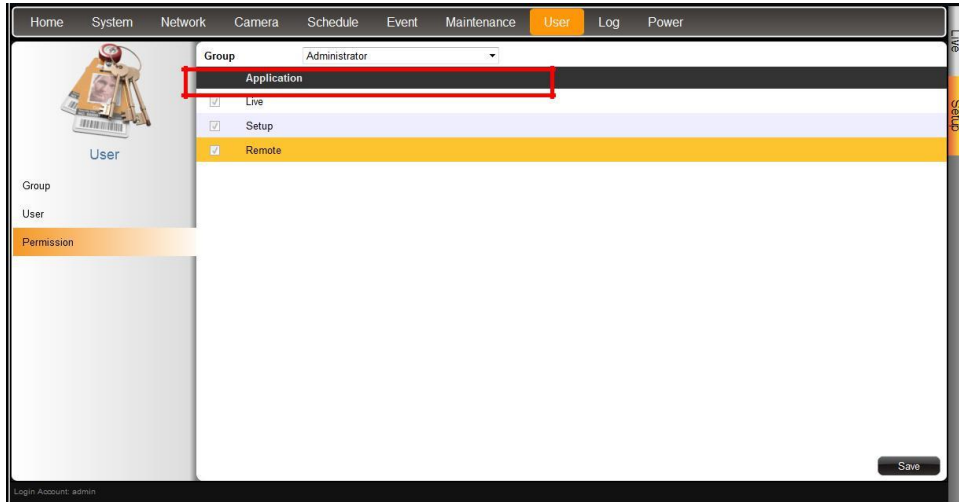 Home System Network Camera Schedule Event Maintenance User Log Power
Live
Setup
User
Group
User
Permission
Group Administrator
Application
Live
Setup
Remote
Save
Login Account: admin